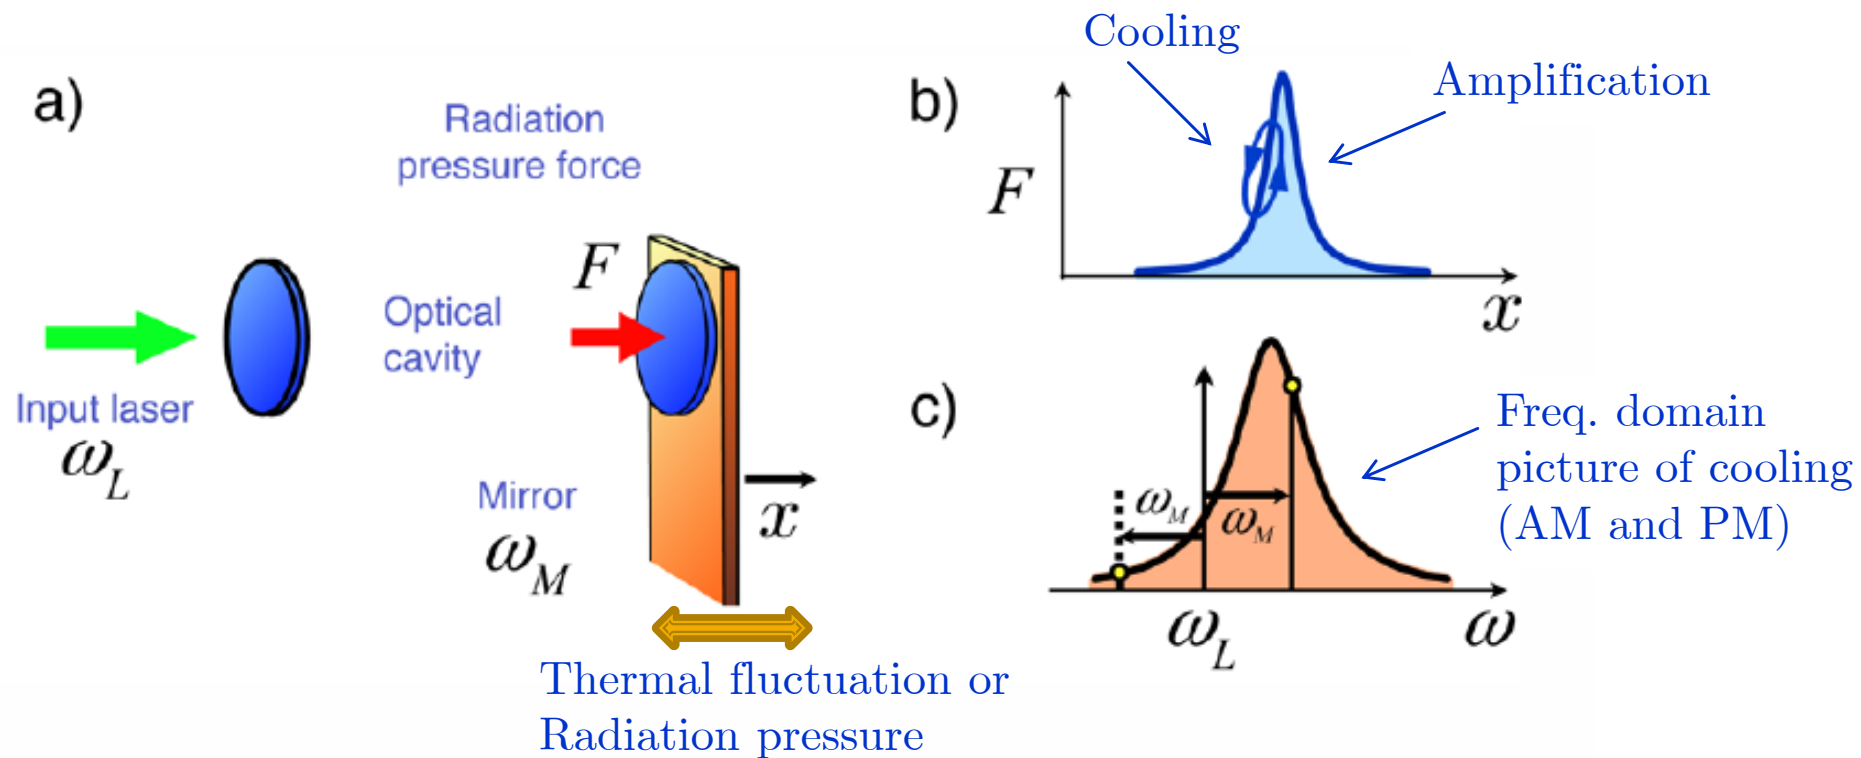 a)
Radiation
pressure force
F
Optical
cavity
Input laser
ω_L
Mirror
ω_M
x
Thermal fluctuation or
Radiation pressure
b)
Cooling
Amplification
F
x
c)
Freq. domain
picture of cooling
(AM and PM)
ω_M
ω_M
ω_L
ω